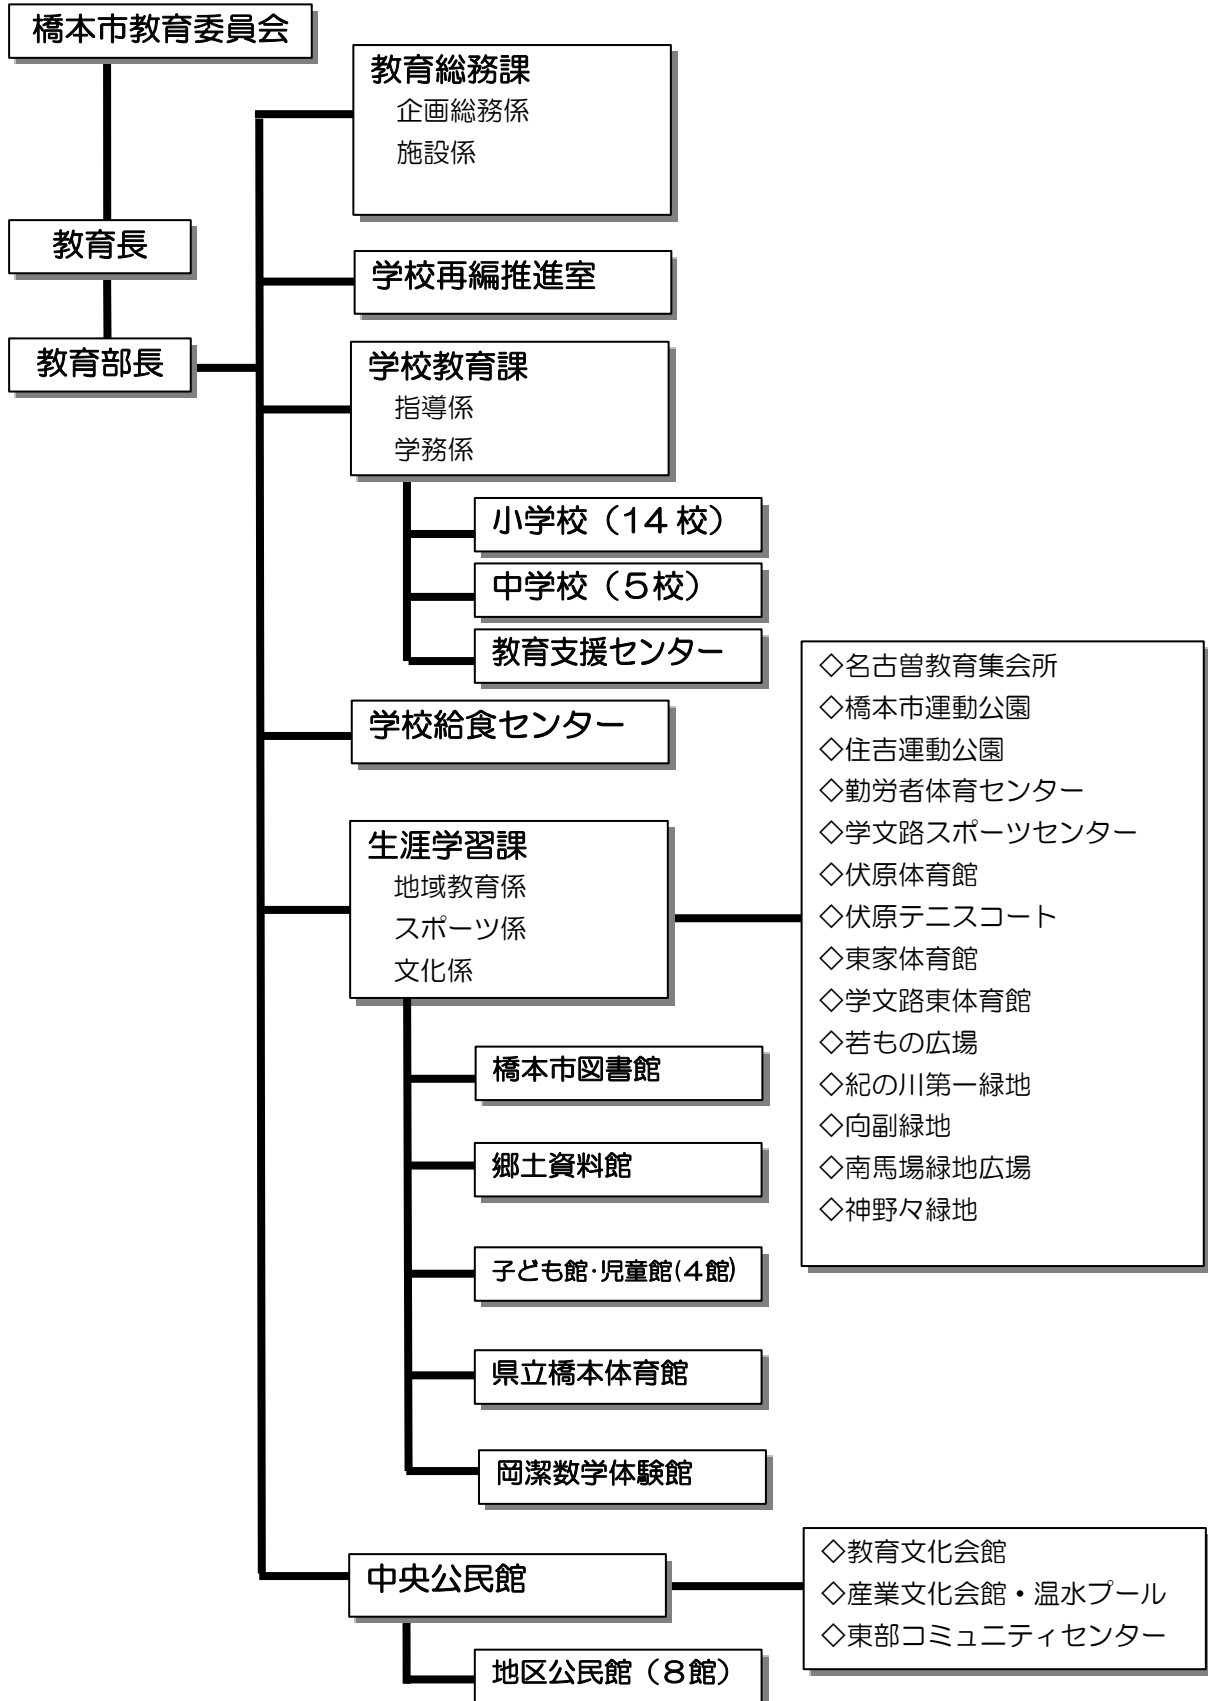 橋本市教育委員会
教育長
教育部長
教育総務課
企画総務係
施設係
学校再編推進室
学校教育課
指導係
学務係
小学校（14 校）
中学校（5校）
教育支援センター
学校給食センター
生涯学習課
地域教育係
スポーツ係
文化係
◇名古曽教育集会所
◇橋本市運動公園
◇住吉運動公園
◇勤労者体育センター
◇学文路スポーツセンター
◇伏原体育館
◇伏原テニスコート
◇東家体育館
◇学文路東体育館
◇若もの広場
◇紀の川第一緑地
◇向副緑地
◇南馬場緑地広場
◇神野々緑地
橋本市図書館
郷土資料館
子ども館・児童館(4館)
県立橋本体育館
岡潔数学体験館
中央公民館
◇教育文化会館
◇産業文化会館・温水プール
◇東部コミュニティセンター
地区公民館（8館）